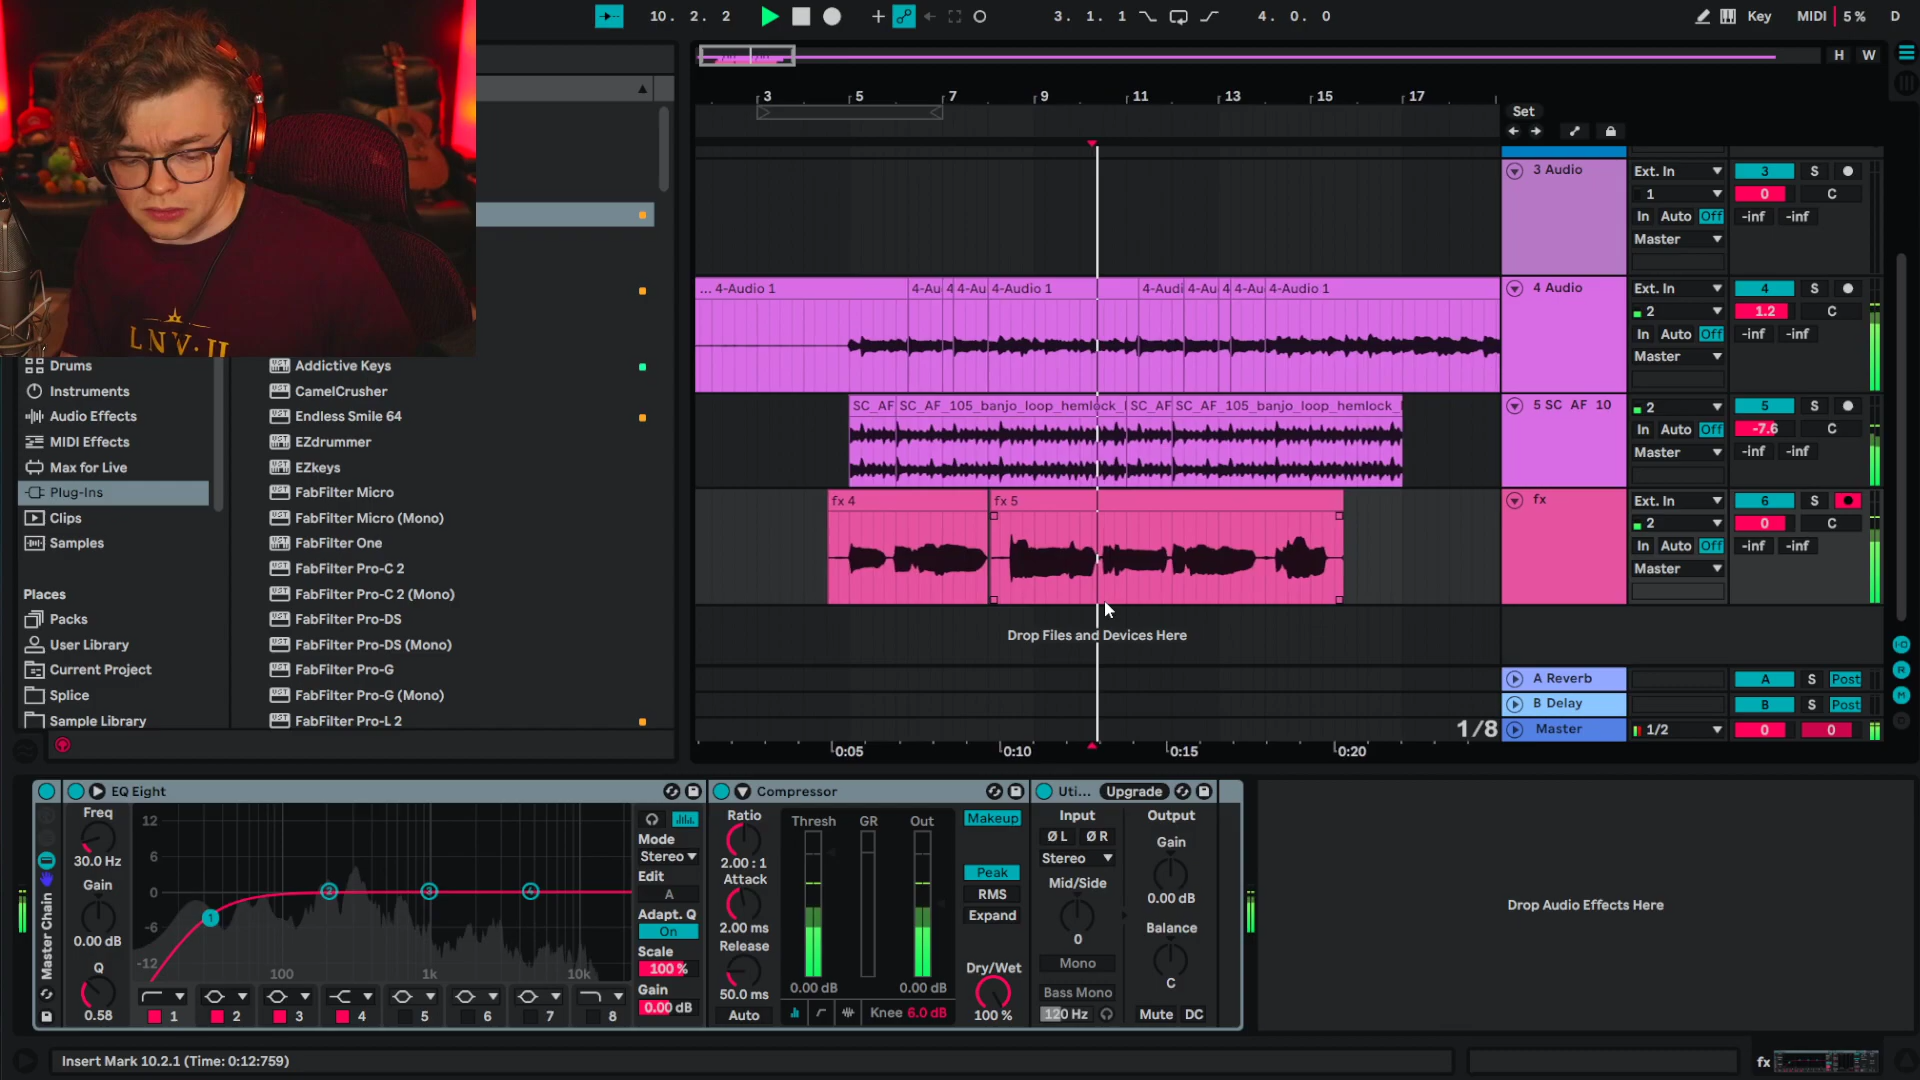 10. 2. 2
3. 1. 1
4. 0. 0
Key
MIDI
5 %
D
H
W
3
5
7
9
11
13
15
17
Set
3 Audio
Ext. In
3
S
1
0
C
In
Auto
Off
-inf
-inf
Master
... 4-Audio 1
4-Au
4
4-Au
4-Audio 1
4-Audi
4-Au
4
4-Au
4-Audio 1
4 Audio
Ext. In
4
S
2
1.2
C
In
Auto
Off
-inf
-inf
Master
SC_AF
SC_AF_105_banjo_loop_hemlock_
SC_AF
SC_AF_105_banjo_loop_hemlock_
5 SC AF 10
2
5
S
In
Auto
Off
-7.6
C
Master
-inf
-inf
fx 4
fx 5
fx
Ext. In
6
S
2
0
C
In
Auto
Off
-inf
-inf
Master
Drop Files and Devices Here
A Reverb
A
S
Post
B Delay
B
S
Post
1/8
Master
1/2
0
0
0:05
0:10
0:15
0:20
LNV·II
Drums
Instruments
Audio Effects
MIDI Effects
Max for Live
Plug-Ins
Clips
Samples
Places
Packs
User Library
Current Project
Splice
Sample Library
Addictive Keys
CamelCrusher
Endless Smile 64
EZdrummer
EZkeys
FabFilter Micro
FabFilter Micro (Mono)
FabFilter One
FabFilter Pro-C 2
FabFilter Pro-C 2 (Mono)
FabFilter Pro-DS
FabFilter Pro-DS (Mono)
FabFilter Pro-G
FabFilter Pro-G (Mono)
FabFilter Pro-L 2
Master Chain
EQ Eight
Freq
30.0 Hz
Gain
0.00 dB
Q
0.58
12
6
0
-6
-12
100
1k
10k
1
2
3
4
1
2
3
4
5
6
7
8
Mode
Stereo
Edit
A
Adapt. Q
On
Scale
100 %
Gain
0.00 dB
Compressor
Ratio
2.00 : 1
Attack
2.00 ms
Release
50.0 ms
Auto
Thresh
GR
Out
0.00 dB
0.00 dB
Knee 6.0 dB
Makeup
Peak
RMS
Expand
Dry/Wet
100 %
Uti...
Upgrade
Input
Ø L
Ø R
Stereo
Mid/Side
0
Mono
Bass Mono
120 Hz
Output
Gain
0.00 dB
Balance
C
Mute
DC
Drop Audio Effects Here
Insert Mark 10.2.1 (Time: 0:12:759)
fx